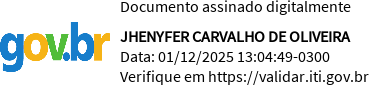 Documento assinado digitalmente
gov.br
JHENYFER CARVALHO DE OLIVEIRA
Data: 01/12/2025 13:04:49-0300
Verifique em https://validar.iti.gov.br